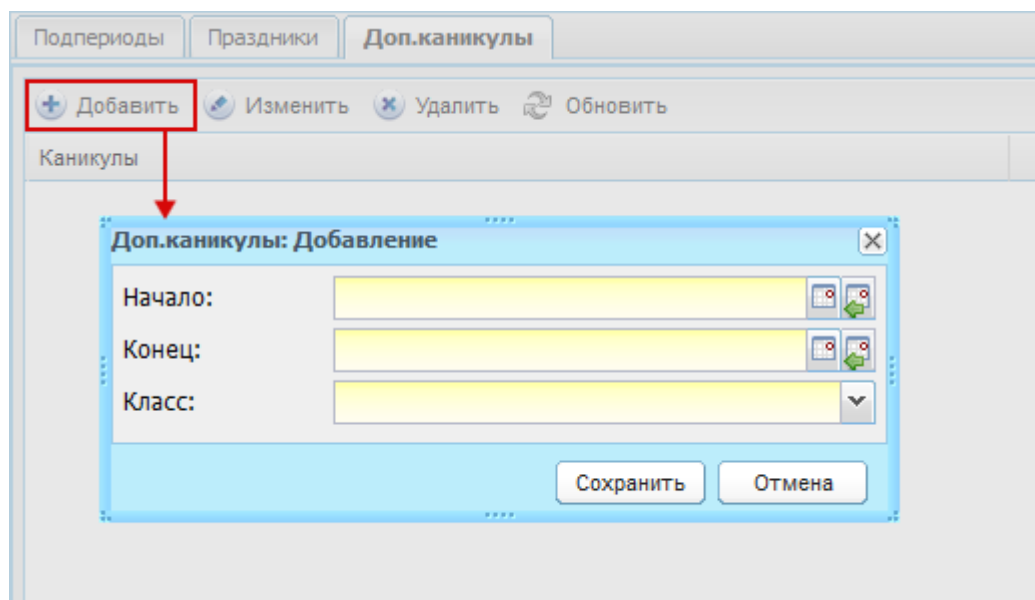 Подпериоды Праздники Доп.каникулы
Добавить Изменить Удалить Обновить
Каникулы
Доп.каникулы: Добавление
Начало:
Конец:
Класс:
Сохранить Отмена